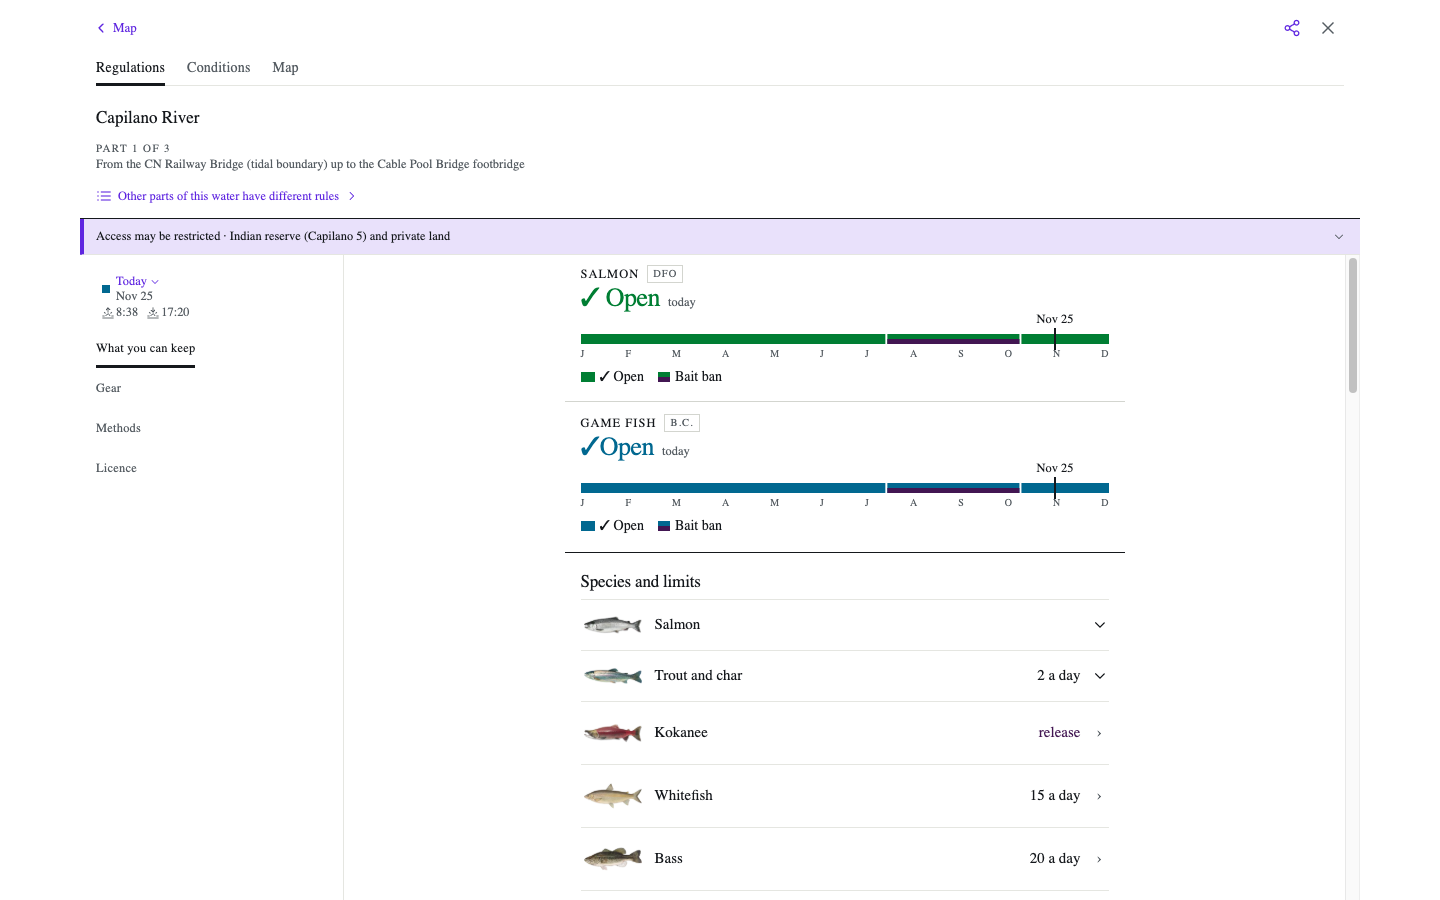 Map
Regulations Conditions Map
Capilano River
PART 1 OF 3
From the CN Railway Bridge (tidal boundary) up to the Cable Pool Bridge footbridge
Other parts of this water have different rules
Access may be restricted · Indian reserve (Capilano 5) and private land
Today
Nov 25
8:38 17:20
What you can keep
Gear
Methods
Licence
SALMON DFO
✓ Open today
Nov 25
J F M A M J J A S O N D
✓ Open Bait ban
GAME FISH B.C.
✓ Open today
Nov 25
J F M A M J J A S O N D
✓ Open Bait ban
Species and limits
Salmon
Trout and char 2 a day
Kokanee release
Whitefish 15 a day
Bass 20 a day